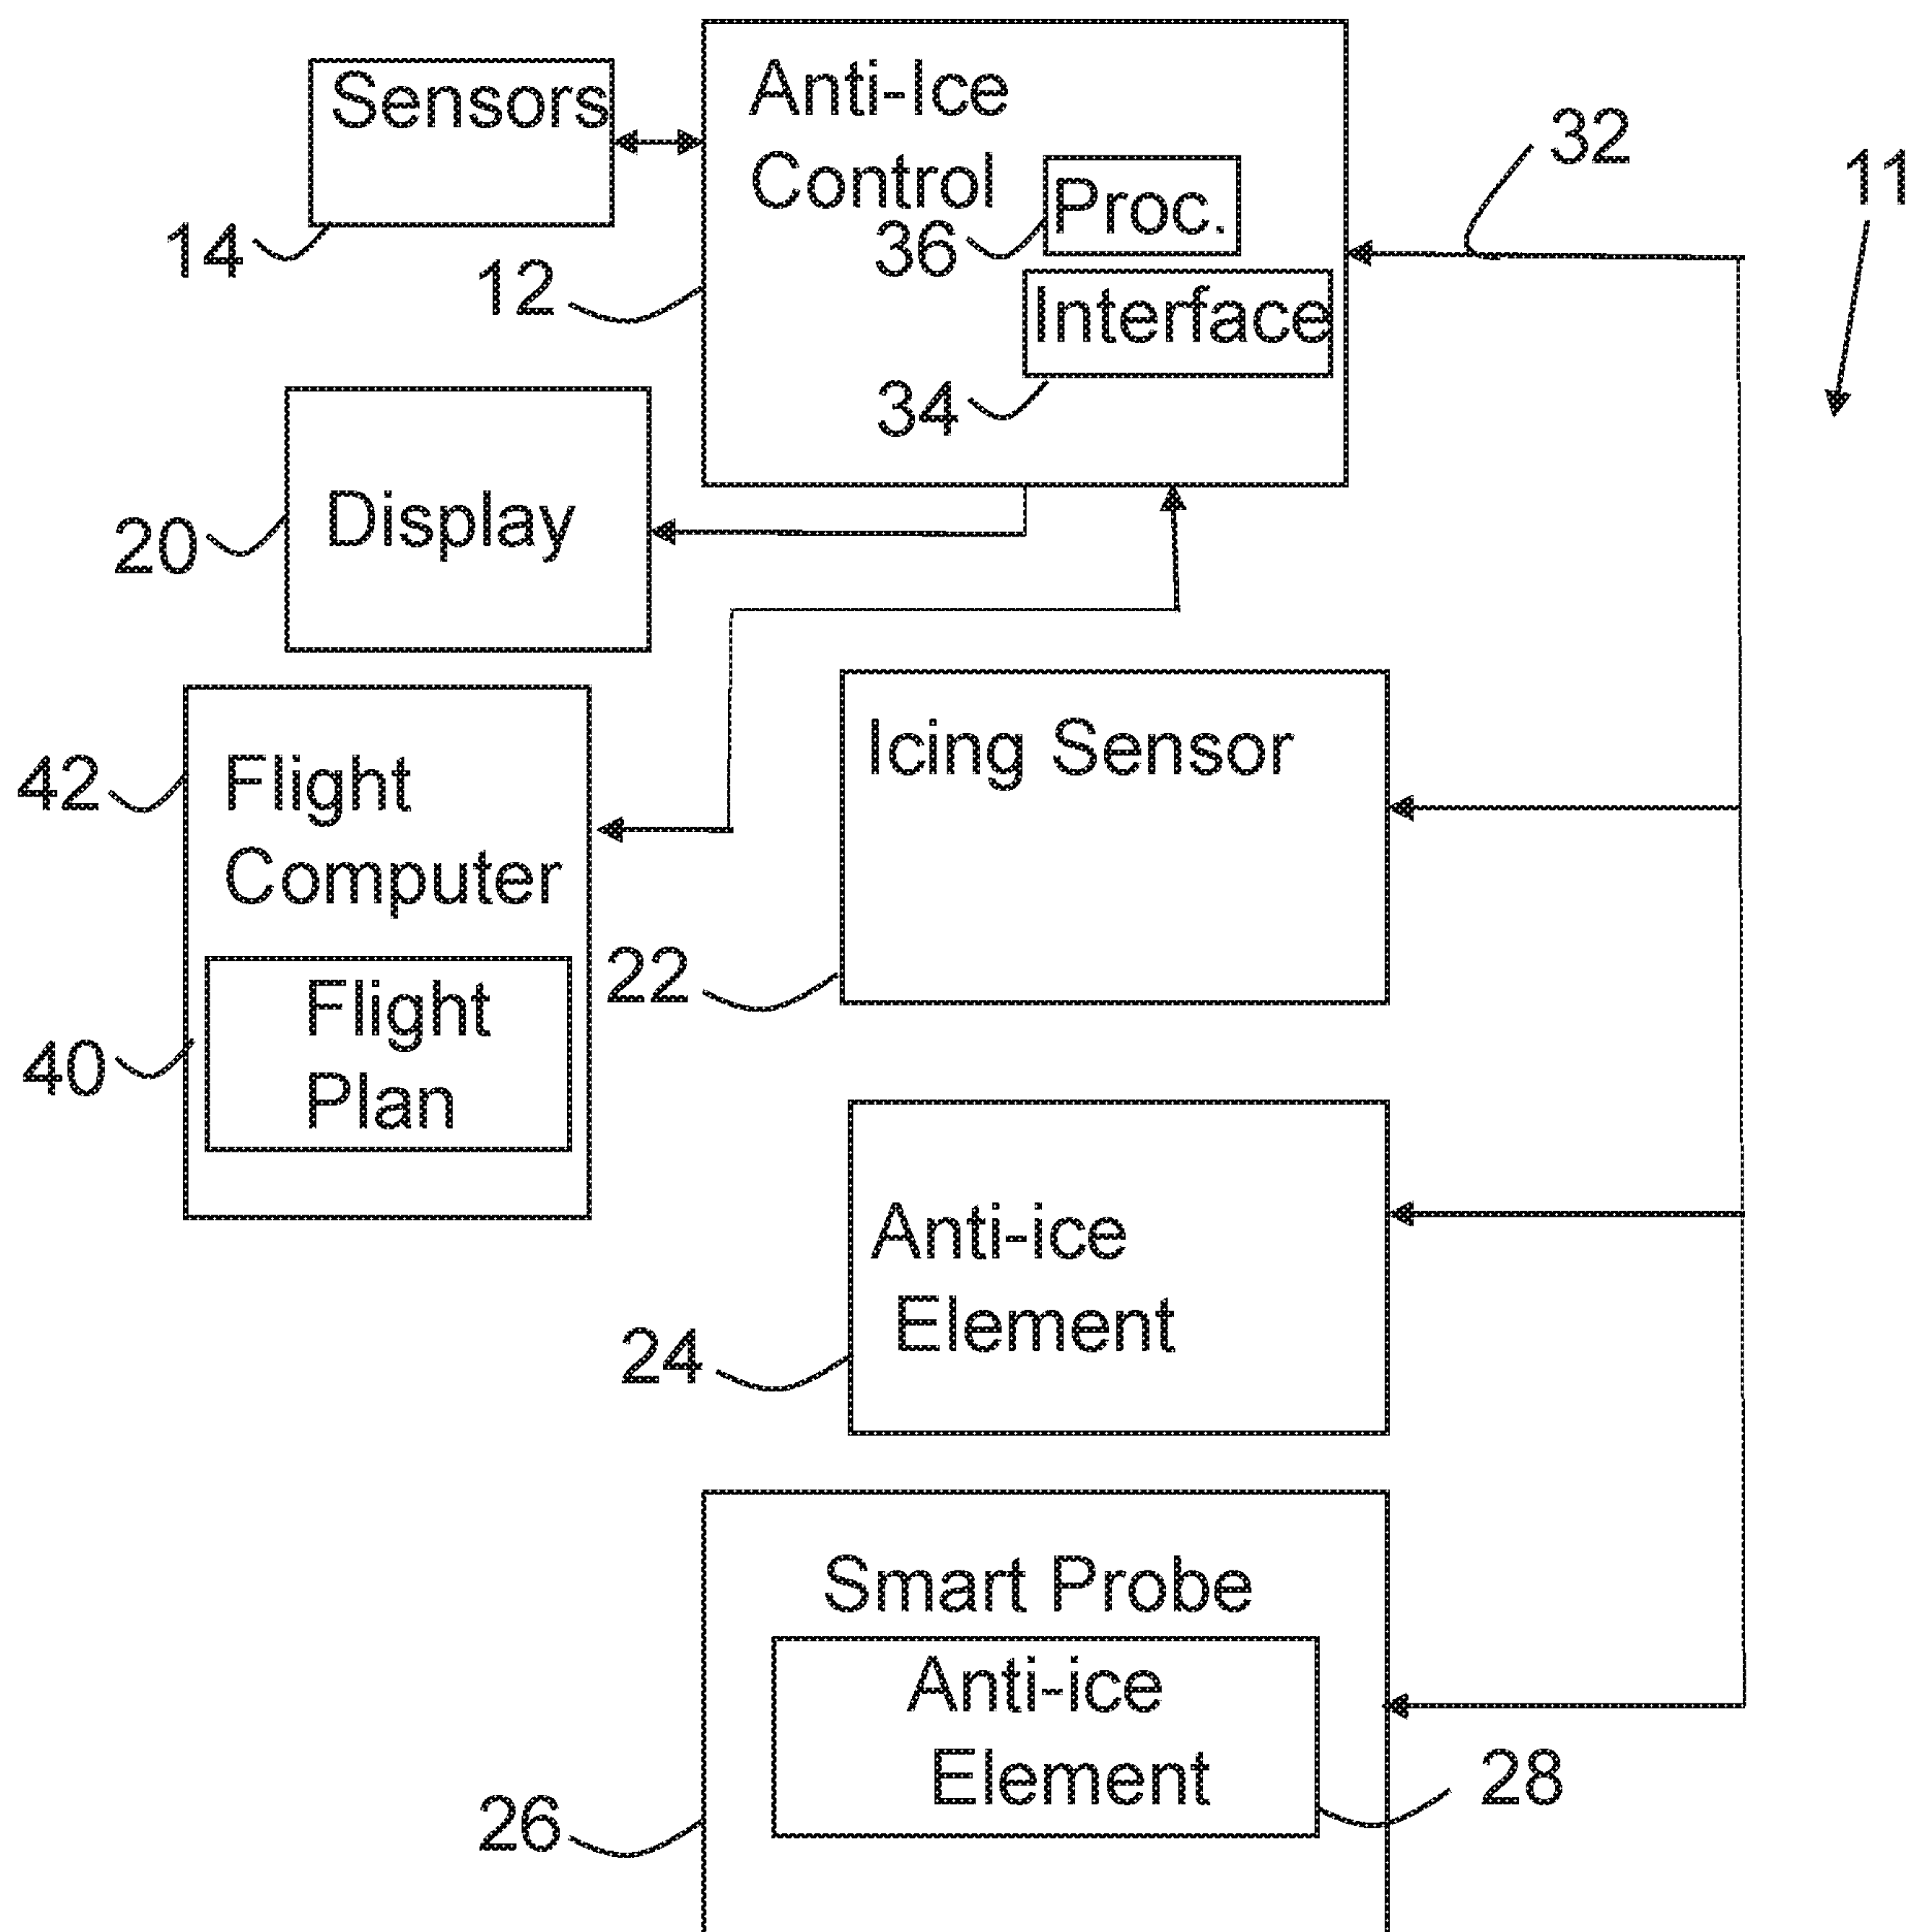 Sensors
14
Anti-Ice
Control
Proc.
36
Interface
34
12
32
11
Display
20
Flight
Computer
42
Flight
Plan
40
Icing Sensor
22
Anti-ice
Element
24
Smart Probe
Anti-ice
Element
28
26